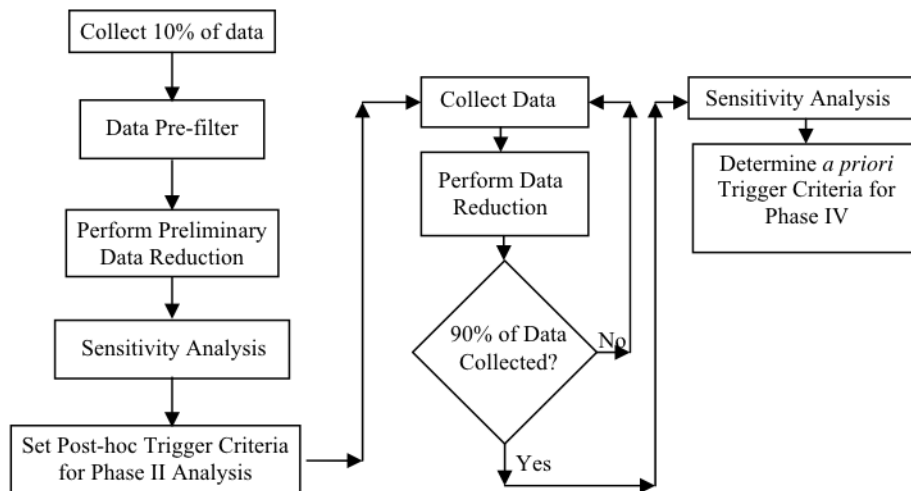 Collect 10% of data
Data Pre-filter
Perform Preliminary
Data Reduction
Sensitivity Analysis
Set Post-hoc Trigger Criteria
for Phase II Analysis
Collect Data
Perform Data
Reduction
90% of Data
Collected?
No
Yes
Sensitivity Analysis
Determine a priori
Trigger Criteria for
Phase IV